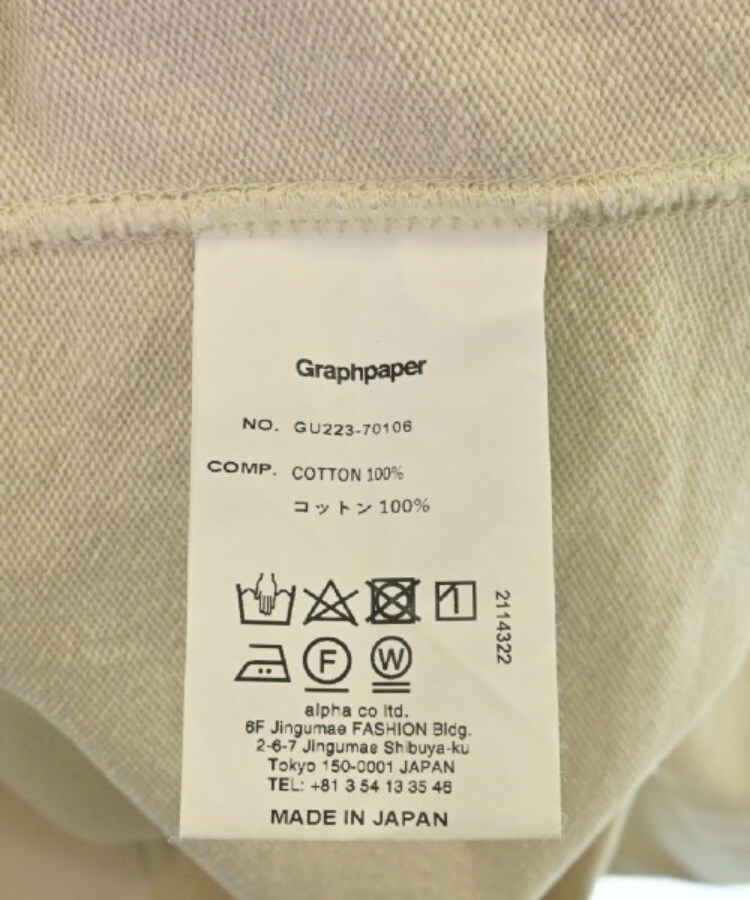 Graphpaper
NO. GU223-70106
COMP. COTTON 100%
コットン 100%
2114322
F W
alpha co ltd.
6F Jingumae FASHION Bldg.
2-6-7 Jingumae Shibuya-ku
Tokyo 150-0001 JAPAN
TEL: +81 3 54 13 35 46
MADE IN JAPAN